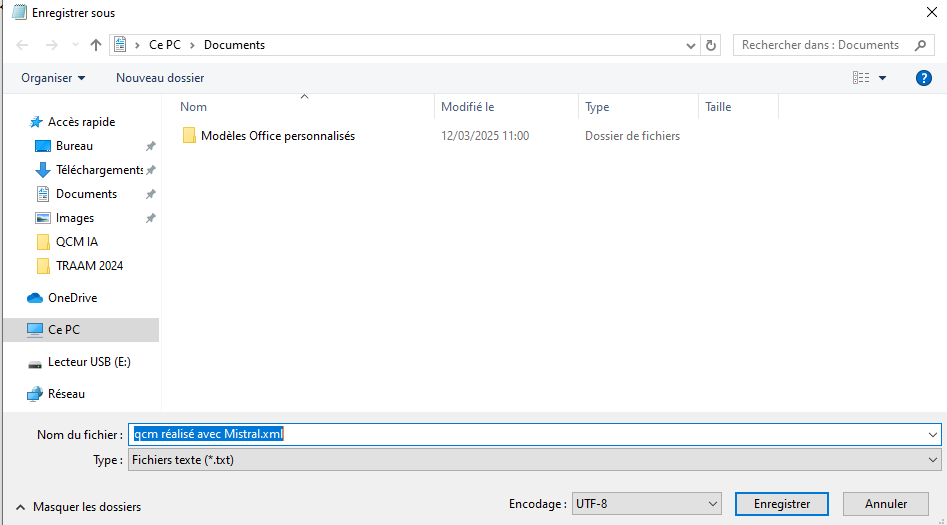 Enregistrer sous
Ce PC > Documents
Rechercher dans : Documents
Organiser
Nouveau dossier
?
Nom
Modifié le
Type
Taille
Modèles Office personnalisés
12/03/2025 11:00
Dossier de fichiers
Accès rapide
Bureau
Téléchargements
Documents
Images
QCM IA
TRAAM 2024
OneDrive
Ce PC
Lecteur USB (E:)
Réseau
Nom du fichier :
qcm réalisé avec Mistral.xml
Type :
Fichiers texte (*.txt)
Masquer les dossiers
Encodage :
UTF-8
Enregistrer
Annuler